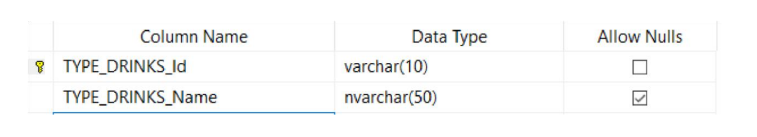 Column Name Data Type Allow Nulls
TYPE_DRINKS_Id varchar(10)
TYPE_DRINKS_Name nvarchar(50)